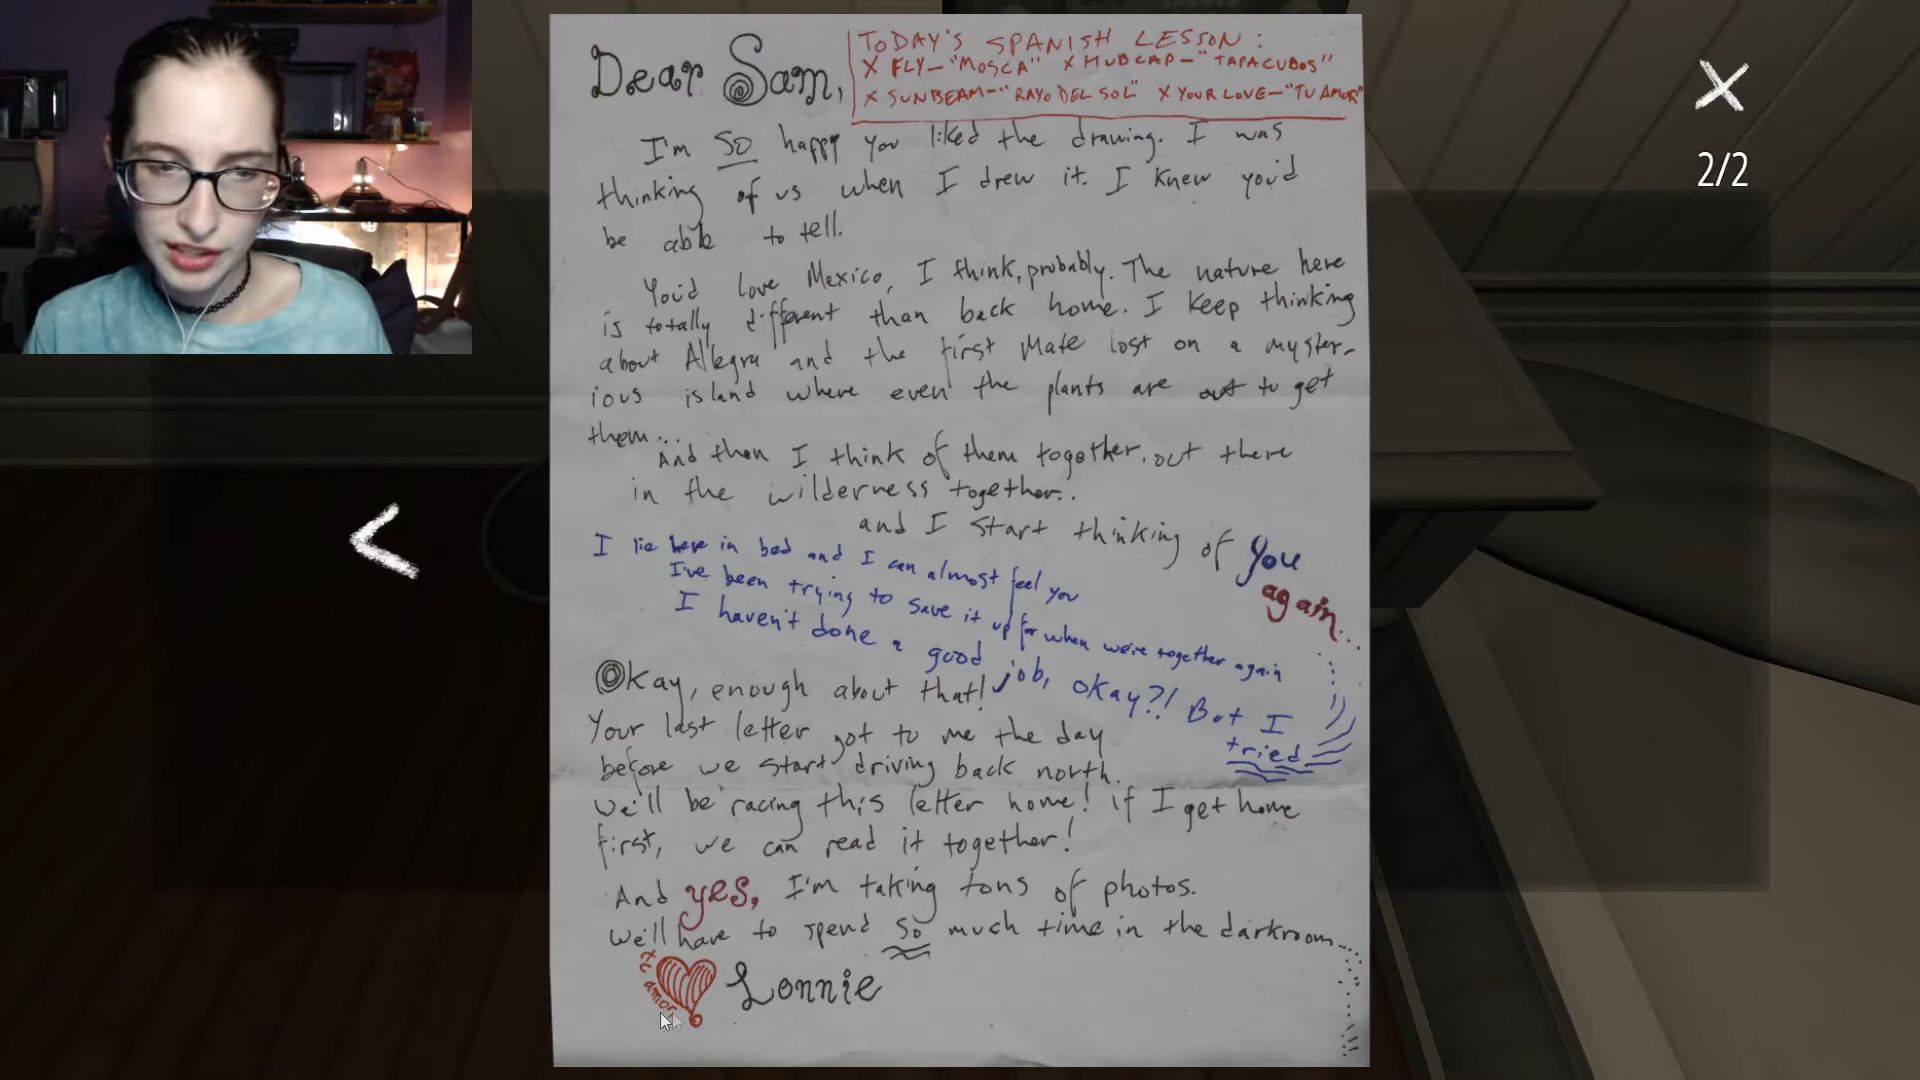 Dear Sam,
TODAY'S SPANISH LESSON:
X FLY—"MOSCA" X HUBCAP—"TAPACUBOS"
X SUNBEAM—"RAYO DEL SOL" X YOUR LOVE—"TU AMOR"
I'm SO happy you liked the drawing. I was
thinking of us when I drew it. I knew you'd
be able to tell.
You'd love Mexico, I think, probably. The nature here
is totally different than back home. I keep thinking
about Allegra and the first Mate lost on a myster-
ious island where even the plants are out to get
them...
And then I think of them together, out there
in the wilderness together..
and I start thinking of you
again...
I lie here in bed and I can almost feel you
I've been trying to save it up for when we're together again
I haven't done a good job, okay?! But I
tried
Okay, enough about that!
Your last letter got to me the day
before we start driving back north.
We'll be racing this letter home! if I get home
first, we can read it together!
And yes, I'm taking tons of photos.
We'll have to spend so much time in the darkroom...
amor
Lonnie
2/2